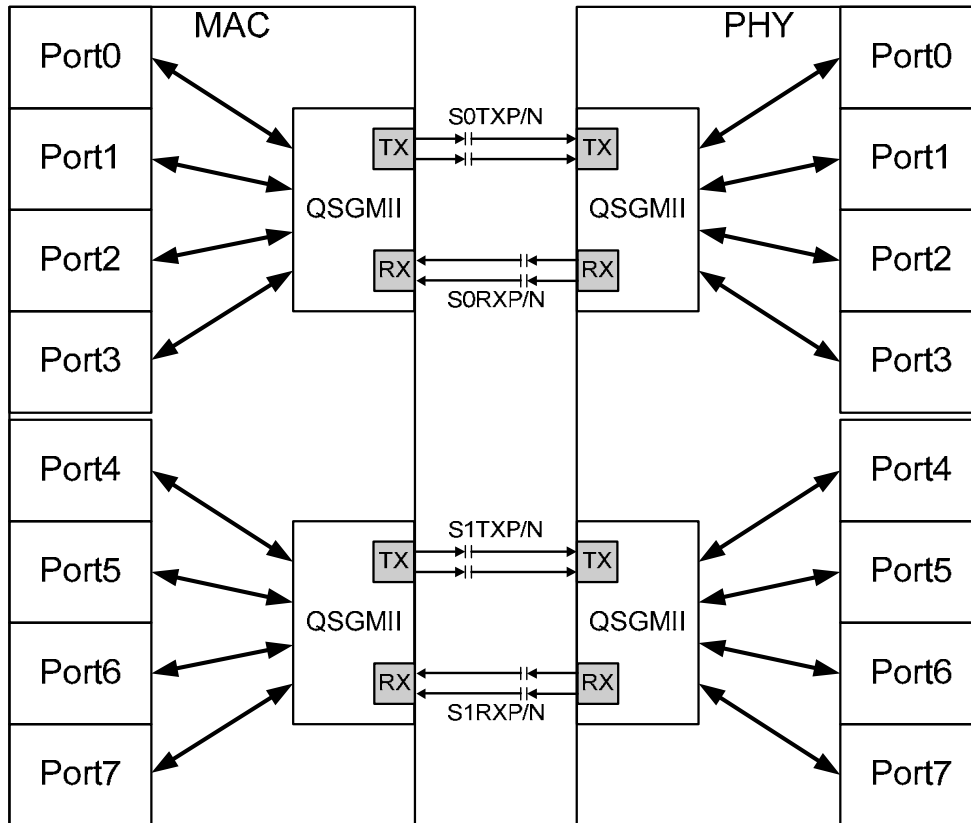 MAC
PHY
Port0
Port1
Port2
Port3
QSGMII
TX
RX
S0TXP/N
S0RXP/N
TX
RX
QSGMII
Port0
Port1
Port2
Port3
Port4
Port5
Port6
Port7
QSGMII
TX
RX
S1TXP/N
S1RXP/N
TX
RX
QSGMII
Port4
Port5
Port6
Port7